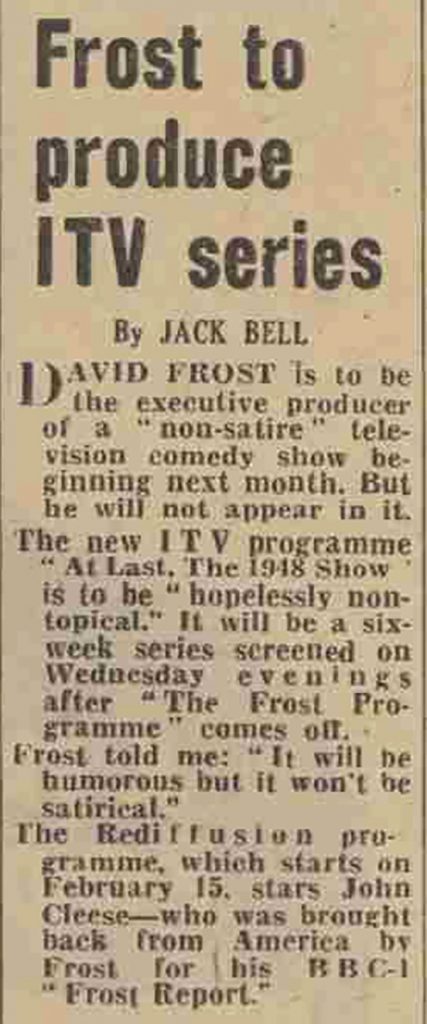 Frost to
produce
ITV series
By JACK BELL
DAVID FROST is to be
the executive producer
of a "non-satire" tele-
vision comedy show be-
ginning next month. But
he will not appear in it.
The new ITV programme
"At Last, The 1948 Show"
is to be "hopelessly non-
topical." It will be a six-
week series screened on
Wednesday evenings
after "The Frost Pro-
gramme" comes off.
Frost told me: "It will be
humorous but it won't be
satirical."
The Rediffusion pro-
gramme, which starts on
February 15, stars John
Cleese—who was brought
back from America by
Frost for his BBC-1
"Frost Report."